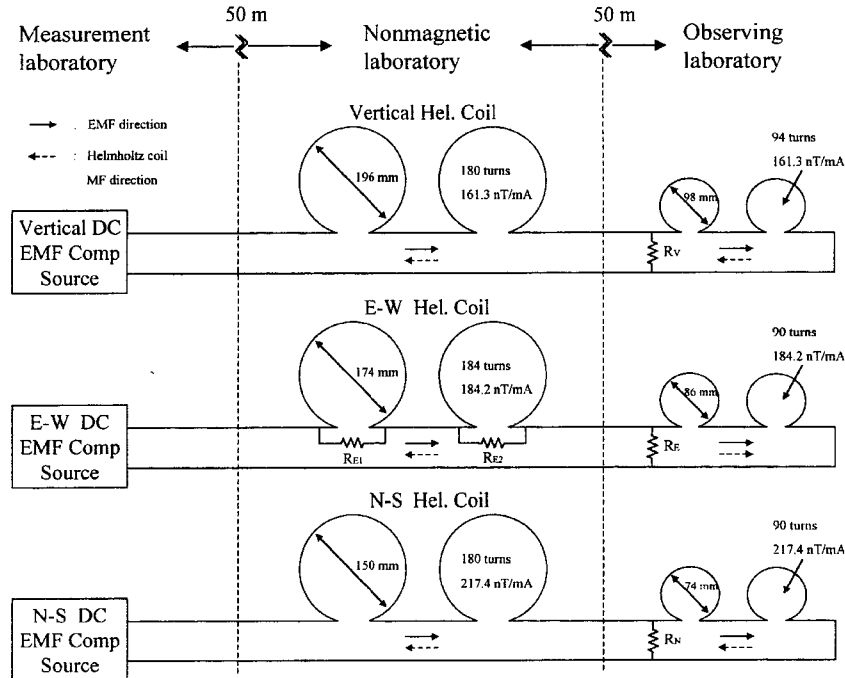 50 m
50 m
Measurement laboratory
Nonmagnetic laboratory
Observing laboratory
: EMF direction
: Helmholtz coil
MF direction
Vertical Hel. Coil
196 mm
180 turns
161.3 nT/mA
98 mm
94 turns
161.3 nT/mA
Vertical DC
EMF Comp
Source
RV
E-W Hel. Coil
174 mm
184 turns
184.2 nT/mA
86 mm
90 turns
184.2 nT/mA
E-W DC
EMF Comp
Source
RE1
RE2
RE
N-S Hel. Coil
150 mm
180 turns
217.4 nT/mA
74 mm
90 turns
217.4 nT/mA
N-S DC
EMF Comp
Source
RN